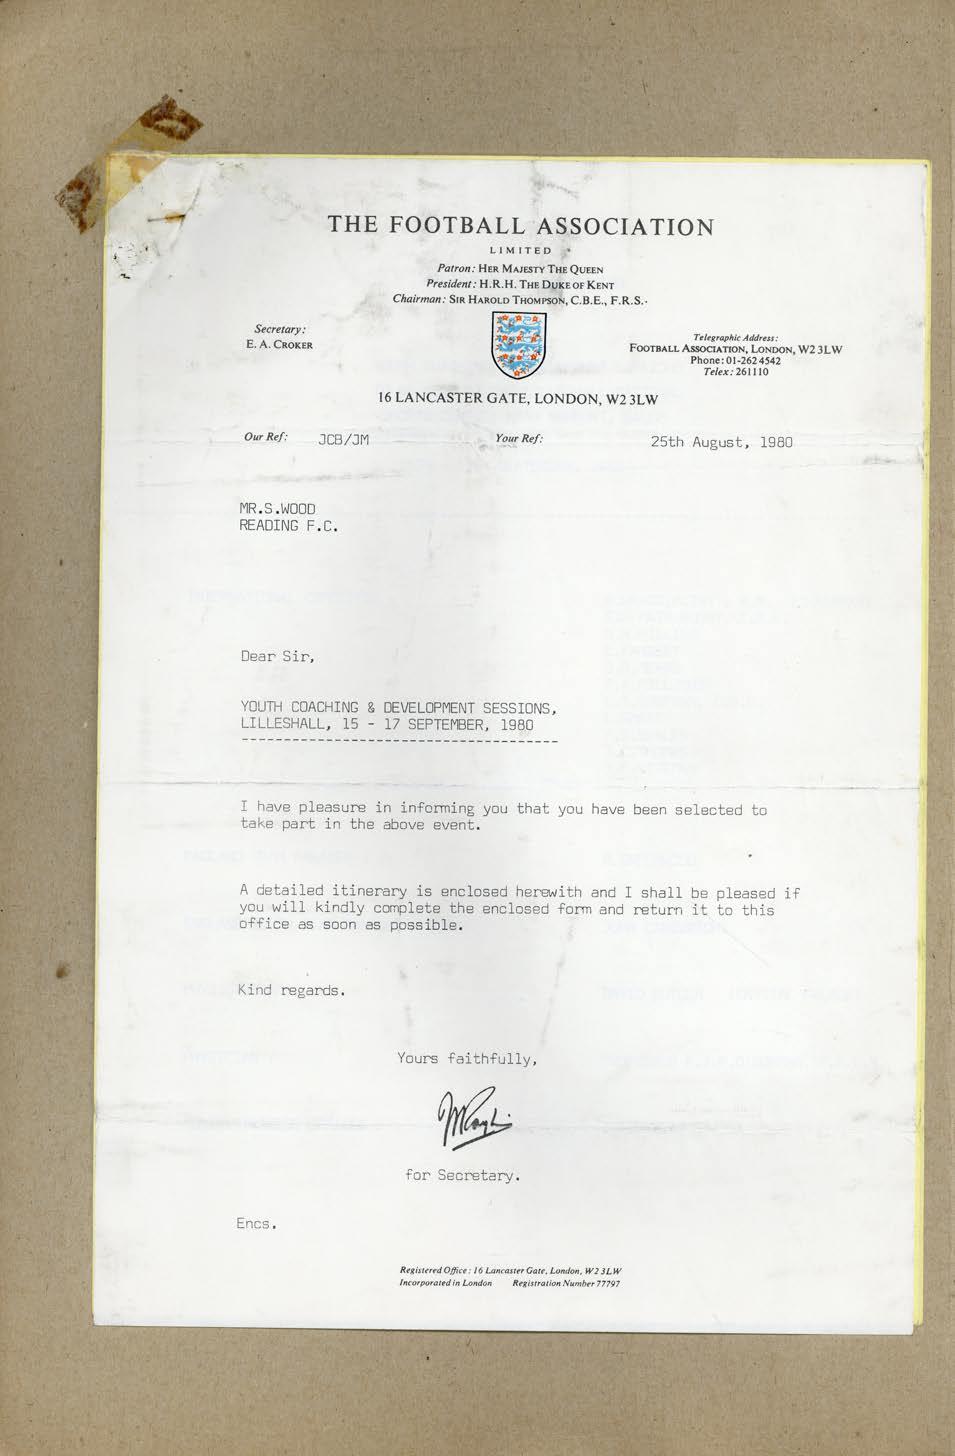 THE FOOTBALL ASSOCIATION
LIMITED
Patron: HER MAJESTY THE QUEEN
President: H.R.H. THE DUKE OF KENT
Chairman: SIR HAROLD THOMPSON, C.B.E., F.R.S.
Secretary:
E. A. CROKER
Telegraphic Address:
FOOTBALL ASSOCIATION, LONDON, W2 3LW
Phone: 01-262 4542
Telex: 261110
16 LANCASTER GATE, LONDON, W2 3LW
Our Ref: JCB/JM Your Ref: 25th August, 1980
MR.S.WOOD
READING F.C.
Dear Sir,
YOUTH COACHING & DEVELOPMENT SESSIONS,
LILLESHALL, 15 - 17 SEPTEMBER, 1980
--------------------------------------
I have pleasure in informing you that you have been selected to
take part in the above event.
A detailed itinerary is enclosed herewith and I shall be pleased if
you will kindly complete the enclosed form and return it to this
office as soon as possible.
Kind regards.
Yours faithfully,
for Secretary.
Encs.
Registered Office: 16 Lancaster Gate, London, W2 3LW
Incorporated in London Registration Number 77797